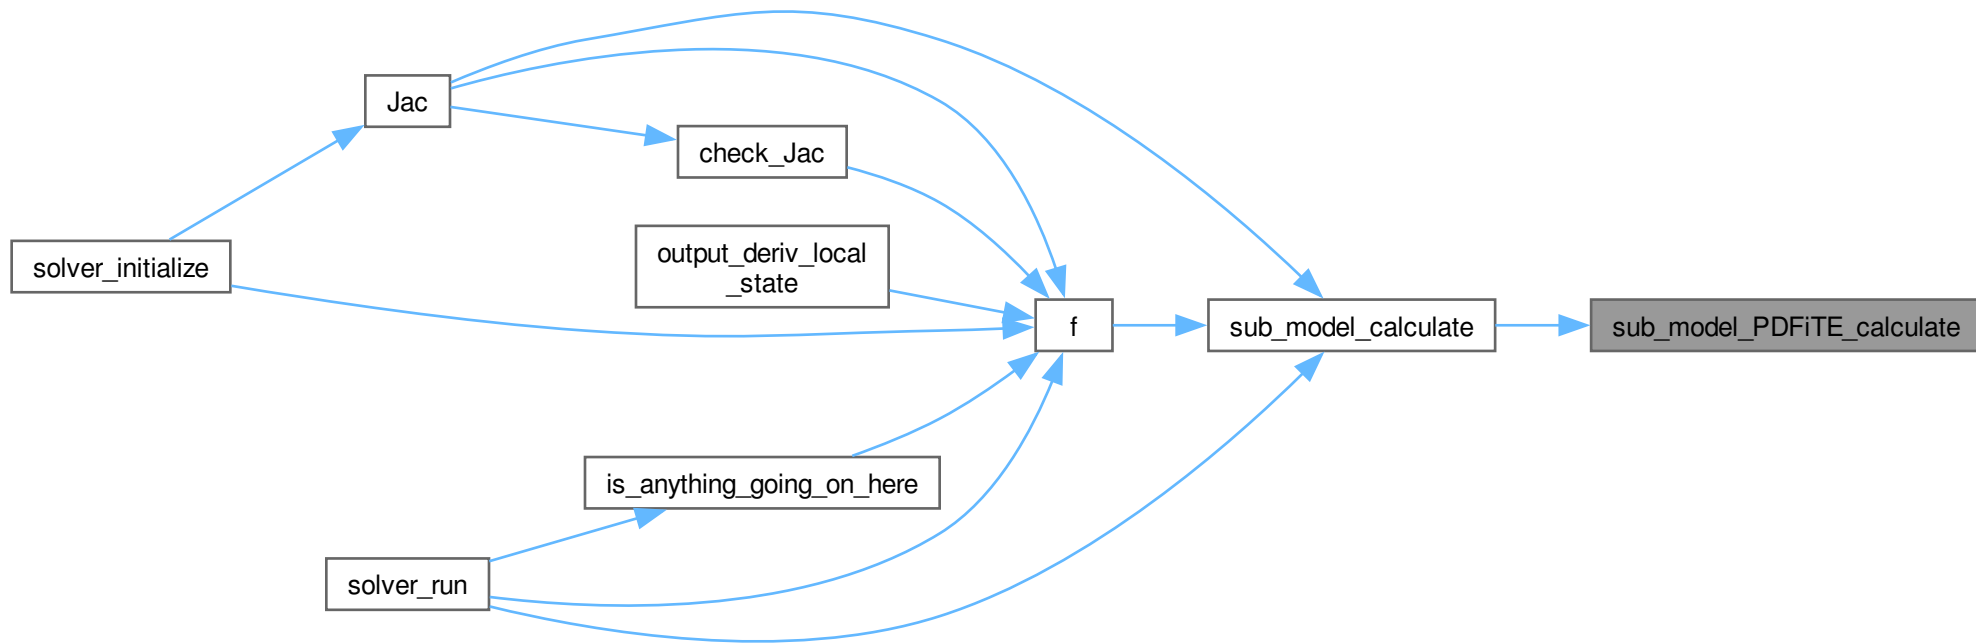 Jac
check_Jac
output_deriv_local
_state
solver_initialize
f
sub_model_calculate
sub_model_PDFiTE_calculate
is_anything_going_on_here
solver_run